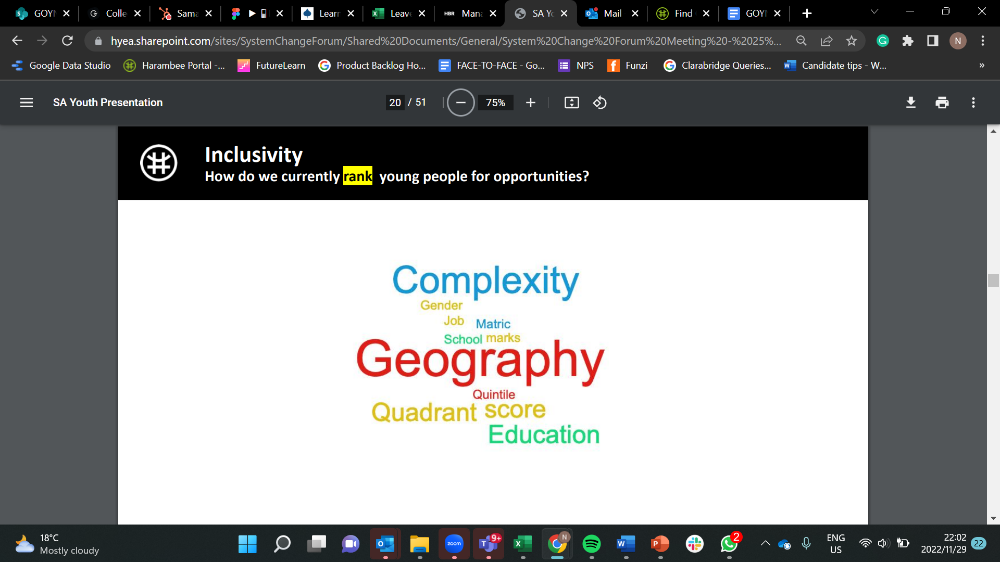 GOYN
Colle
Sama
Learn
Leave
HBR Mana
SA Yo
Mail
Find
GOYN
hyea.sharepoint.com/sites/SystemChangeForum/Shared%20Documents/General/System%20Change%20Forum%20Meeting%20-%2025%...
N
Google Data Studio
Harambee Portal -...
FutureLearn
Product Backlog Ho...
FACE-TO-FACE - Go...
NPS
Funzi
Clarabridge Queries...
Candidate tips - W...
»
SA Youth Presentation
20 / 51
75%
Inclusivity
How do we currently rank young people for opportunities?
Complexity
Gender
Job
Matric
School
marks
Geography
Quintile
Quadrant
score
Education
18°C
Mostly cloudy
zoom
9+
N
2
ENG
US
22:02
2022/11/29
22